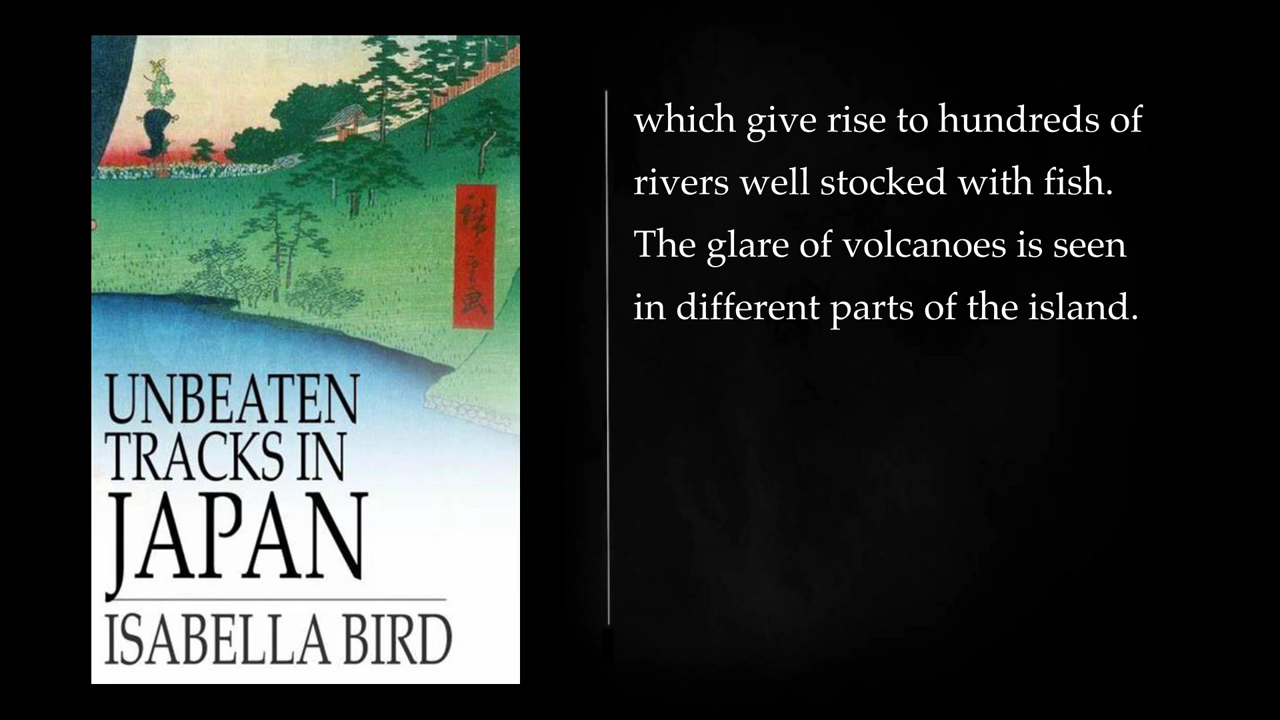 UNBEATEN
TRACKS IN
JAPAN
ISABELLA BIRD
which give rise to hundreds of
rivers well stocked with fish.
The glare of volcanoes is seen
in different parts of the island.